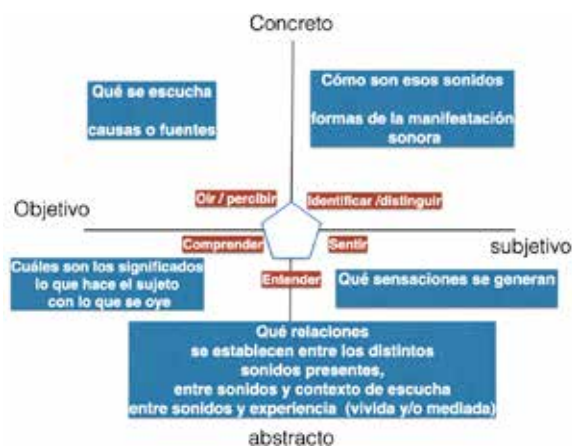 Concreto
Qué se escucha
causas o fuentes
Cómo son esos sonidos
formas de la manifestación
sonora
Oir / percibir
Identificar /distinguir
Objetivo
subjetivo
Comprender
Sentir
Cuáles son los significados
lo que hace el sujeto
con lo que se oye
Entender
Qué sensaciones se generan
Qué relaciones
se establecen entre los distintos
sonidos presentes,
entre sonidos y contexto de escucha
entre sonidos y experiencia (vivida y/o mediada)
abstracto